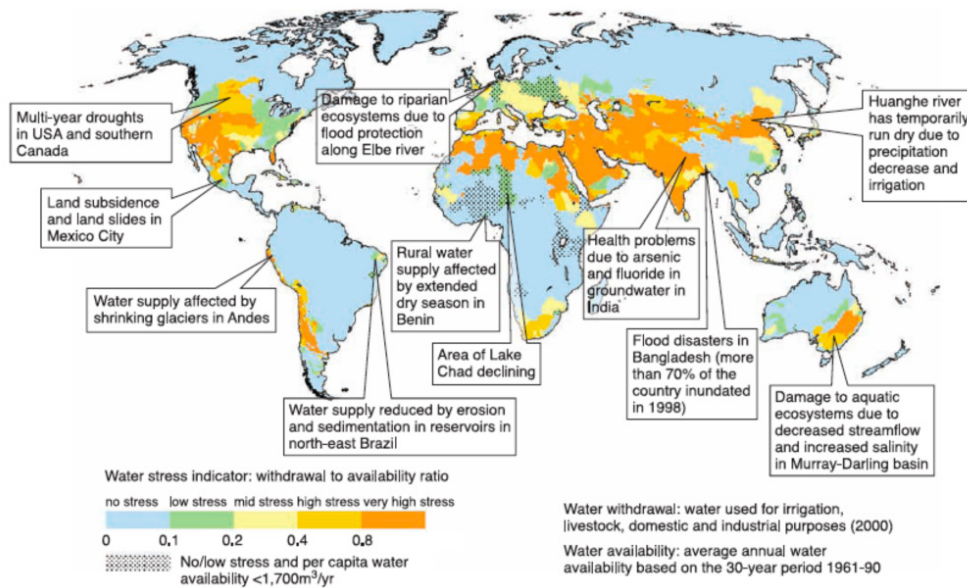 Multi-year droughts
in USA and southern
Canada
Damage to riparian
ecosystems due to
flood protection
along Elbe river
Huanghe river
has temporarily
run dry due to
precipitation
decrease and
irrigation
Land subsidence
and land slides in
Mexico City
Rural water
supply affected
by extended
dry season in
Benin
Health problems
due to arsenic
and fluoride in
groundwater in
India
Water supply affected by
shrinking glaciers in Andes
Area of Lake
Chad declining
Flood disasters in
Bangladesh (more
than 70% of the
country inundated
in 1998)
Water supply reduced by erosion
and sedimentation in reservoirs in
north-east Brazil
Damage to aquatic
ecosystems due to
decreased streamflow
and increased salinity
in Murray-Darling basin
Water stress indicator: withdrawal to availability ratio
no stress low stress mid stress high stress very high stress
0 0.1 0.2 0.4 0.8
No/low stress and per capita water
availability <1,700m³/yr
Water withdrawal: water used for irrigation,
livestock, domestic and industrial purposes (2000)
Water availability: average annual water
availability based on the 30-year period 1961-90